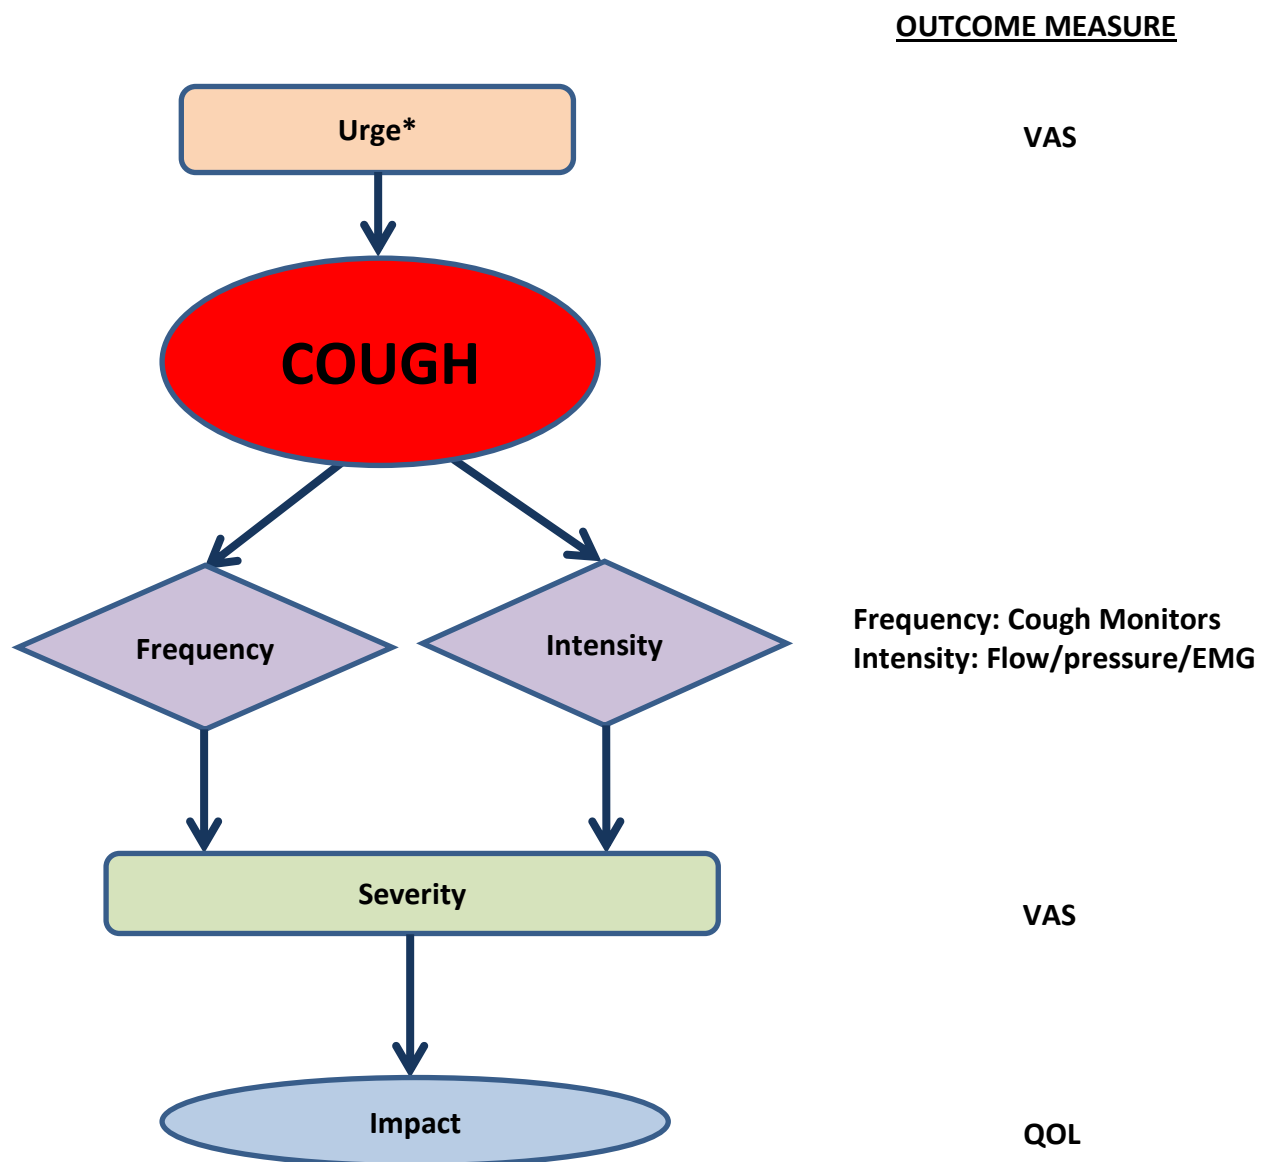 OUTCOME MEASURE
Urge*
VAS
COUGH
Frequency
Intensity
Frequency: Cough Monitors
Intensity: Flow/pressure/EMG
Severity
VAS
Impact
QOL